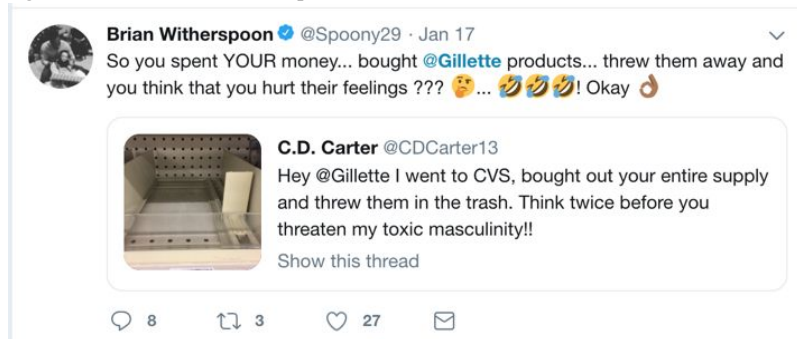 Brian Witherspoon @Spoony29 · Jan 17
So you spent YOUR money... bought @Gillette products... threw them away and
you think that you hurt their feelings ??? 🤔... 🤣🤣🤣! Okay 👌🏾
C.D. Carter @CDCarter13
Hey @Gillette I went to CVS, bought out your entire supply
and threw them in the trash. Think twice before you
threaten my toxic masculinity!!
Show this thread
8 3 27